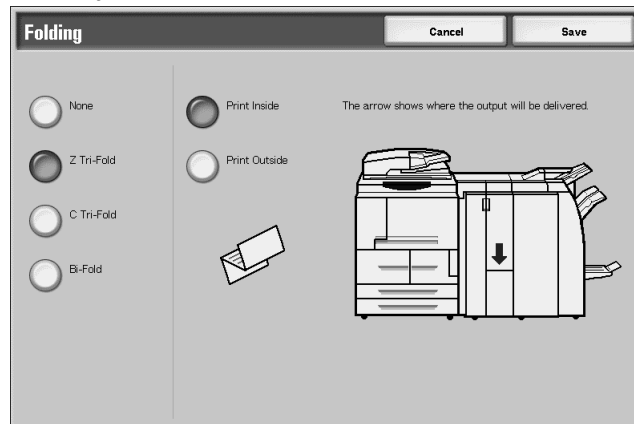 Folding
Cancel
Save
None
Z Tri-Fold
C Tri-Fold
Bi-Fold
Print Inside
Print Outside
The arrow shows where the output will be delivered.